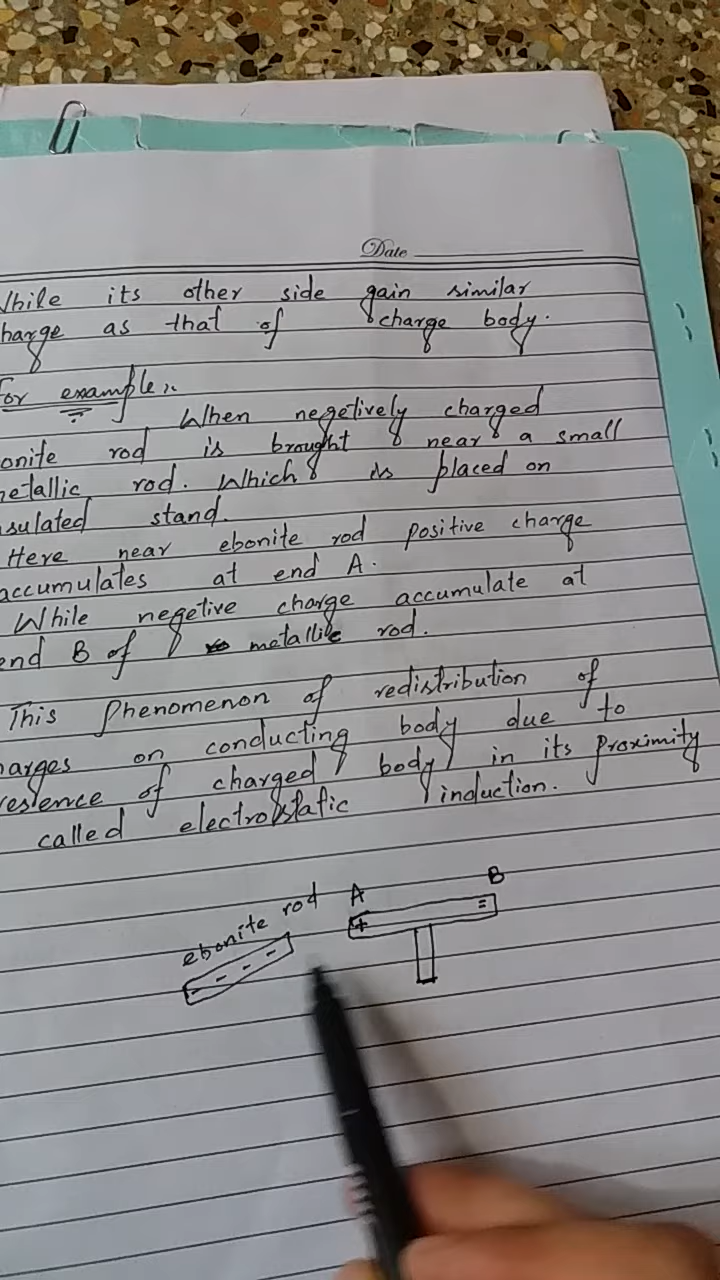 Date
While its other side gain similar
harge as that of charge body.
For example:
When negetively charged
onite rod is brought near a small
netallic rod. Which is placed on
sulated stand.
Here near ebonite rod positive charge
accumulates at end A.
While negetive charge accumulate at
end B of metallic rod.
This Phenomenon of redistribution of
harges on conducting body due to
resence of charged body in its proximity
called electrostatic induction.
A B
ebonite rod
+ =
- - - -